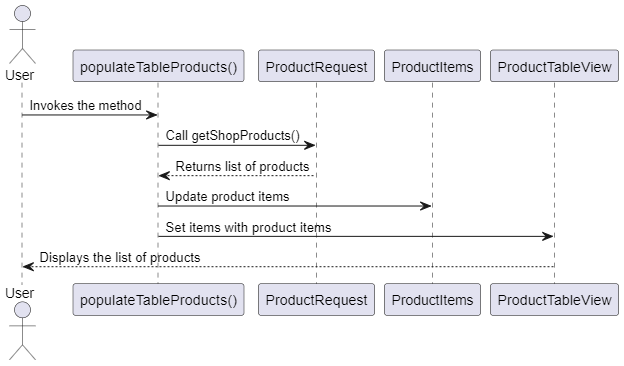 User
populateTableProducts()
ProductRequest
ProductItems
ProductTableView
Invokes the method
Call getShopProducts()
Returns list of products
Update product items
Set items with product items
Displays the list of products
User
populateTableProducts()
ProductRequest
ProductItems
ProductTableView